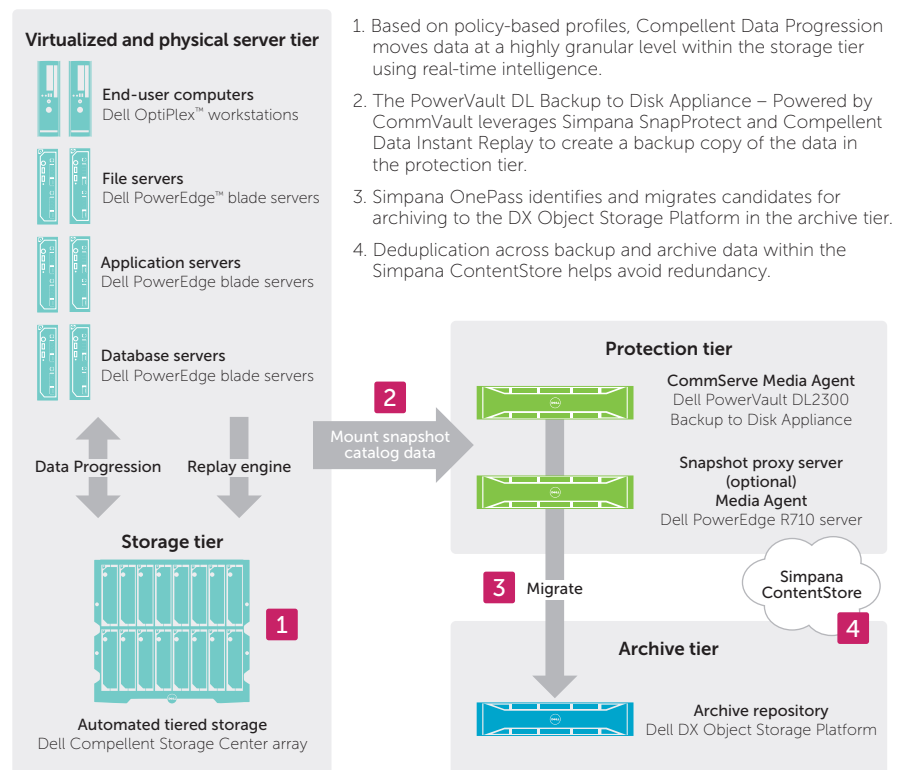 Virtualized and physical server tier
End-user computers
Dell OptiPlex™ workstations
File servers
Dell PowerEdge™ blade servers
Application servers
Dell PowerEdge blade servers
Database servers
Dell PowerEdge blade servers
Data Progression
Replay engine
Storage tier
1
Automated tiered storage
Dell Compellent Storage Center array
1. Based on policy-based profiles, Compellent Data Progression
moves data at a highly granular level within the storage tier
using real-time intelligence.
2. The PowerVault DL Backup to Disk Appliance – Powered by
CommVault leverages Simpana SnapProtect and Compellent
Data Instant Replay to create a backup copy of the data in
the protection tier.
3. Simpana OnePass identifies and migrates candidates for
archiving to the DX Object Storage Platform in the archive tier.
4. Deduplication across backup and archive data within the
Simpana ContentStore helps avoid redundancy.
2
Mount snapshot
catalog data
Protection tier
CommServe Media Agent
Dell PowerVault DL2300
Backup to Disk Appliance
Snapshot proxy server
(optional)
Media Agent
Dell PowerEdge R710 server
3
Migrate
Simpana
ContentStore
4
Archive tier
Archive repository
Dell DX Object Storage Platform